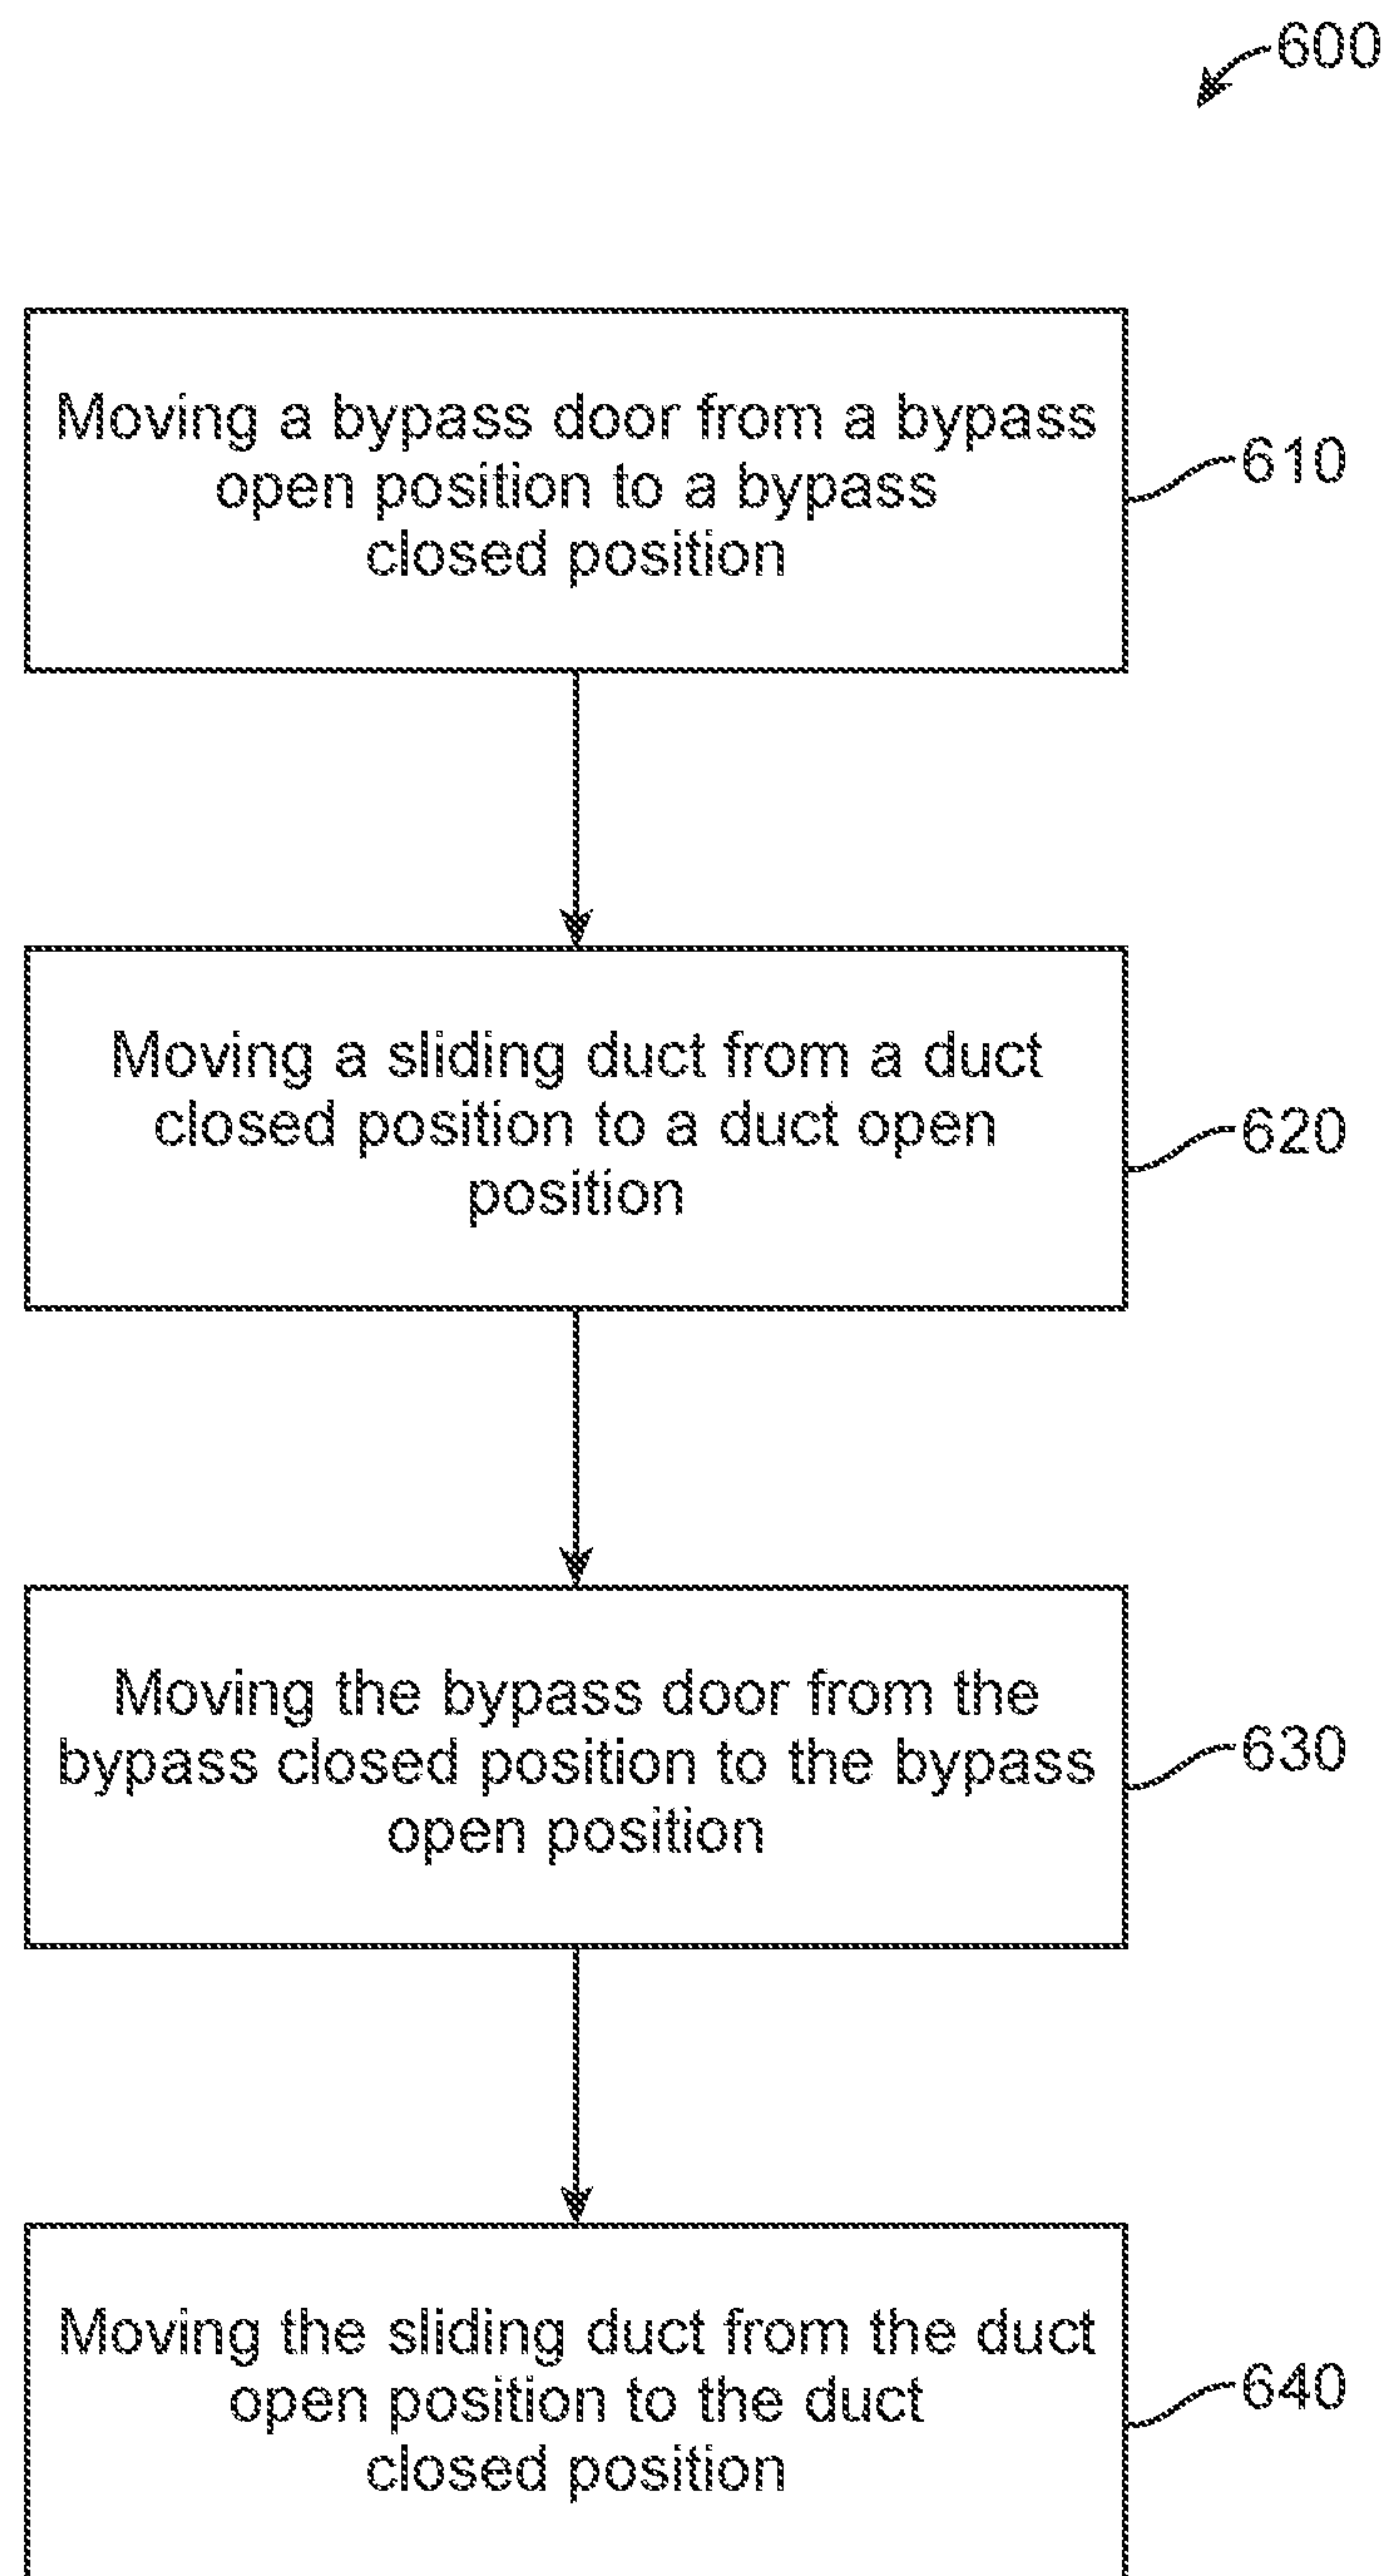 600
Moving a bypass door from a bypass
open position to a bypass
closed position
610
Moving a sliding duct from a duct
closed position to a duct open
position
620
Moving the bypass door from the
bypass closed position to the bypass
open position
630
Moving the sliding duct from the duct
open position to the duct
closed position
640